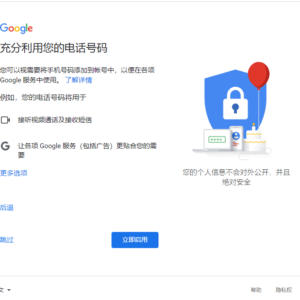 Google
充分利用您的电话号码
您可以视需要将手机号码添加到帐号中，以便在各项
Google 服务中使用。 了解详情
例如，您的电话号码将用于
接听视频通话及接收短信
让各项 Google 服务（包括广告）更贴合您的需
要
您的个人信息不会对外公开，并且
绝对安全
更多选项
后退
跳过
立即启用
文
帮助
隐私权